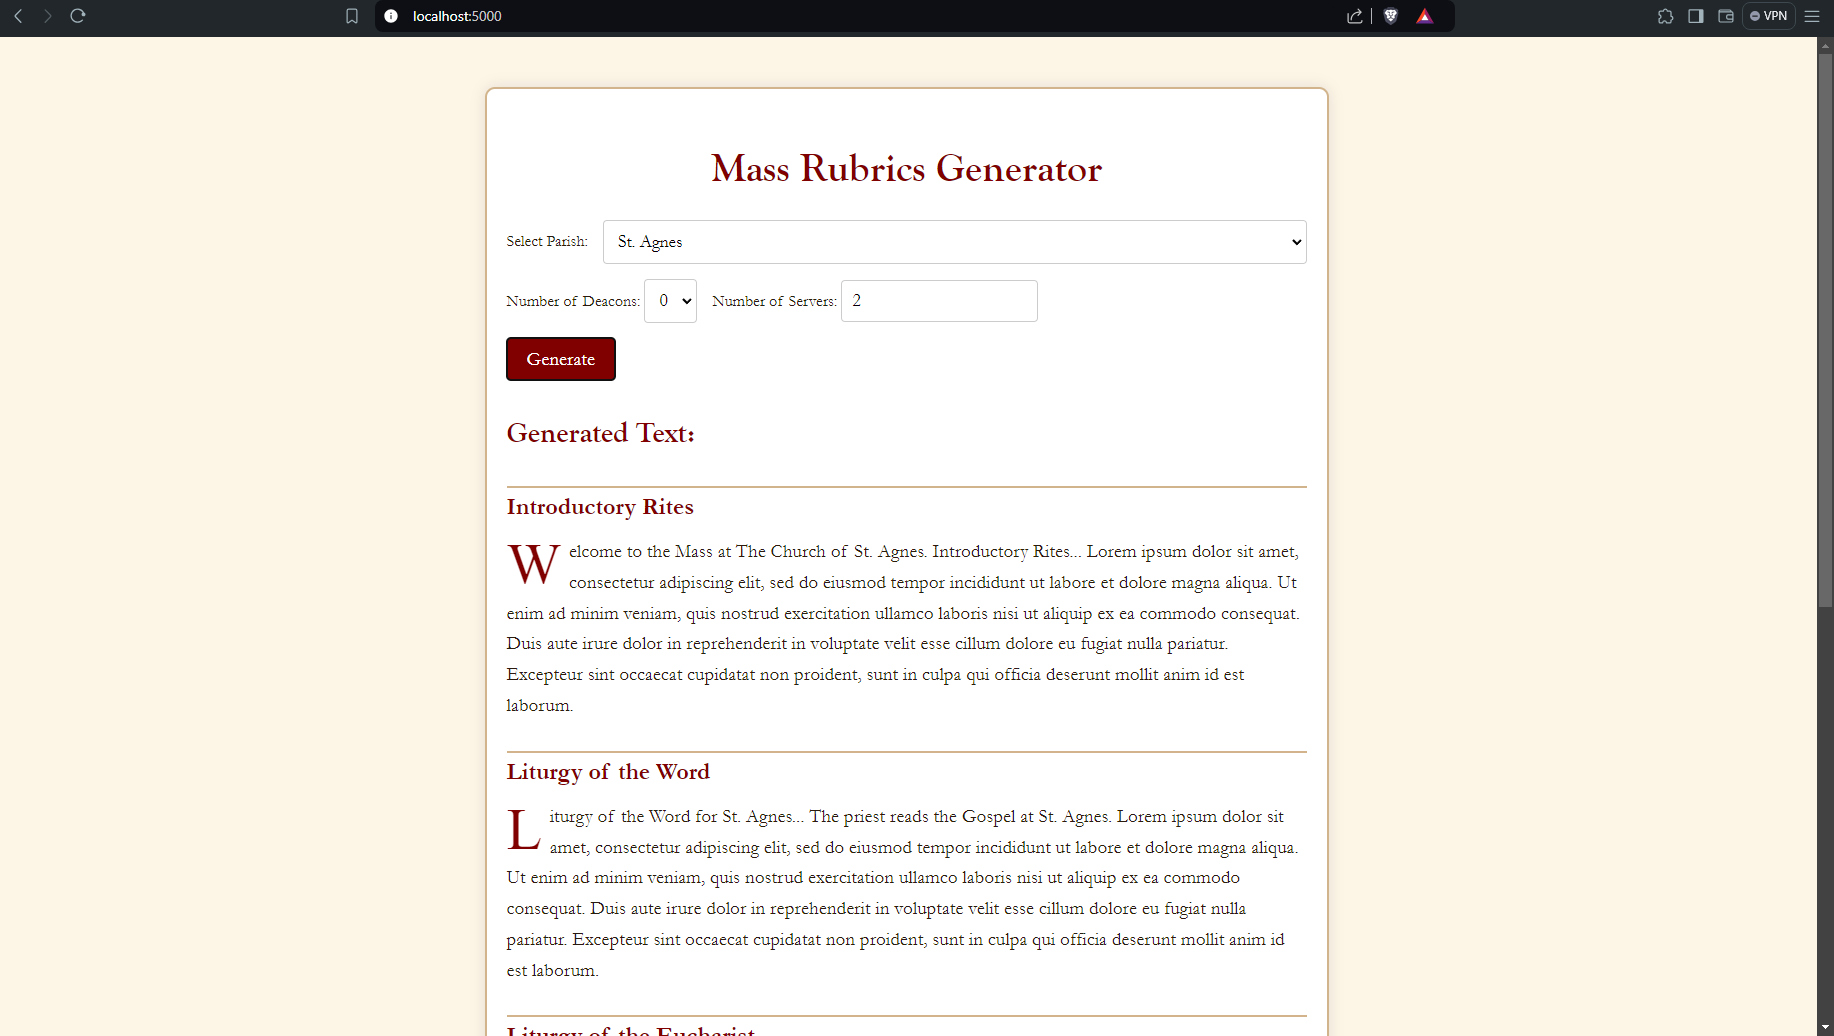 localhost:5000
VPN
Mass Rubrics Generator
Select Parish: St. Agnes
Number of Deacons: 0 Number of Servers: 2
Generate
Generated Text:
Introductory Rites
Welcome to the Mass at The Church of St. Agnes. Introductory Rites... Lorem ipsum dolor sit amet,
consectetur adipiscing elit, sed do eiusmod tempor incididunt ut labore et dolore magna aliqua. Ut
enim ad minim veniam, quis nostrud exercitation ullamco laboris nisi ut aliquip ex ea commodo consequat.
Duis aute irure dolor in reprehenderit in voluptate velit esse cillum dolore eu fugiat nulla pariatur.
Excepteur sint occaecat cupidatat non proident, sunt in culpa qui officia deserunt mollit anim id est
laborum.
Liturgy of the Word
Liturgy of the Word for St. Agnes... The priest reads the Gospel at St. Agnes. Lorem ipsum dolor sit
amet, consectetur adipiscing elit, sed do eiusmod tempor incididunt ut labore et dolore magna aliqua.
Ut enim ad minim veniam, quis nostrud exercitation ullamco laboris nisi ut aliquip ex ea commodo
consequat. Duis aute irure dolor in reprehenderit in voluptate velit esse cillum dolore eu fugiat nulla
pariatur. Excepteur sint occaecat cupidatat non proident, sunt in culpa qui officia deserunt mollit anim id
est laborum.
Liturgy of the Eucharist